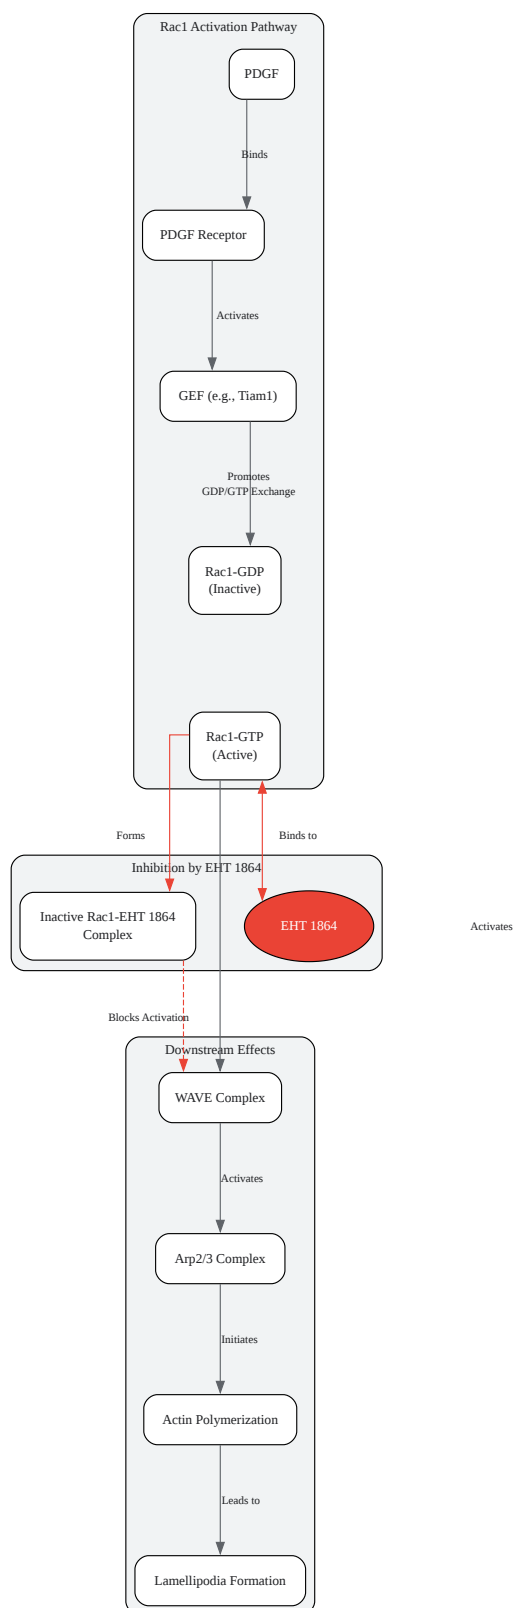 Rac1 Activation Pathway
PDGF
Binds
PDGF Receptor
Activates
GEF (e.g., Tiam1)
Promotes
GDP/GTP Exchange
Rac1-GDP
(Inactive)
Rac1-GTP
(Active)
Forms
Binds to
Inhibition by EHT 1864
Inactive Rac1-EHT 1864
Complex
EHT 1864
Activates
Blocks Activation
Downstream Effects
WAVE Complex
Activates
Arp2/3 Complex
Initiates
Actin Polymerization
Leads to
Lamellipodia Formation